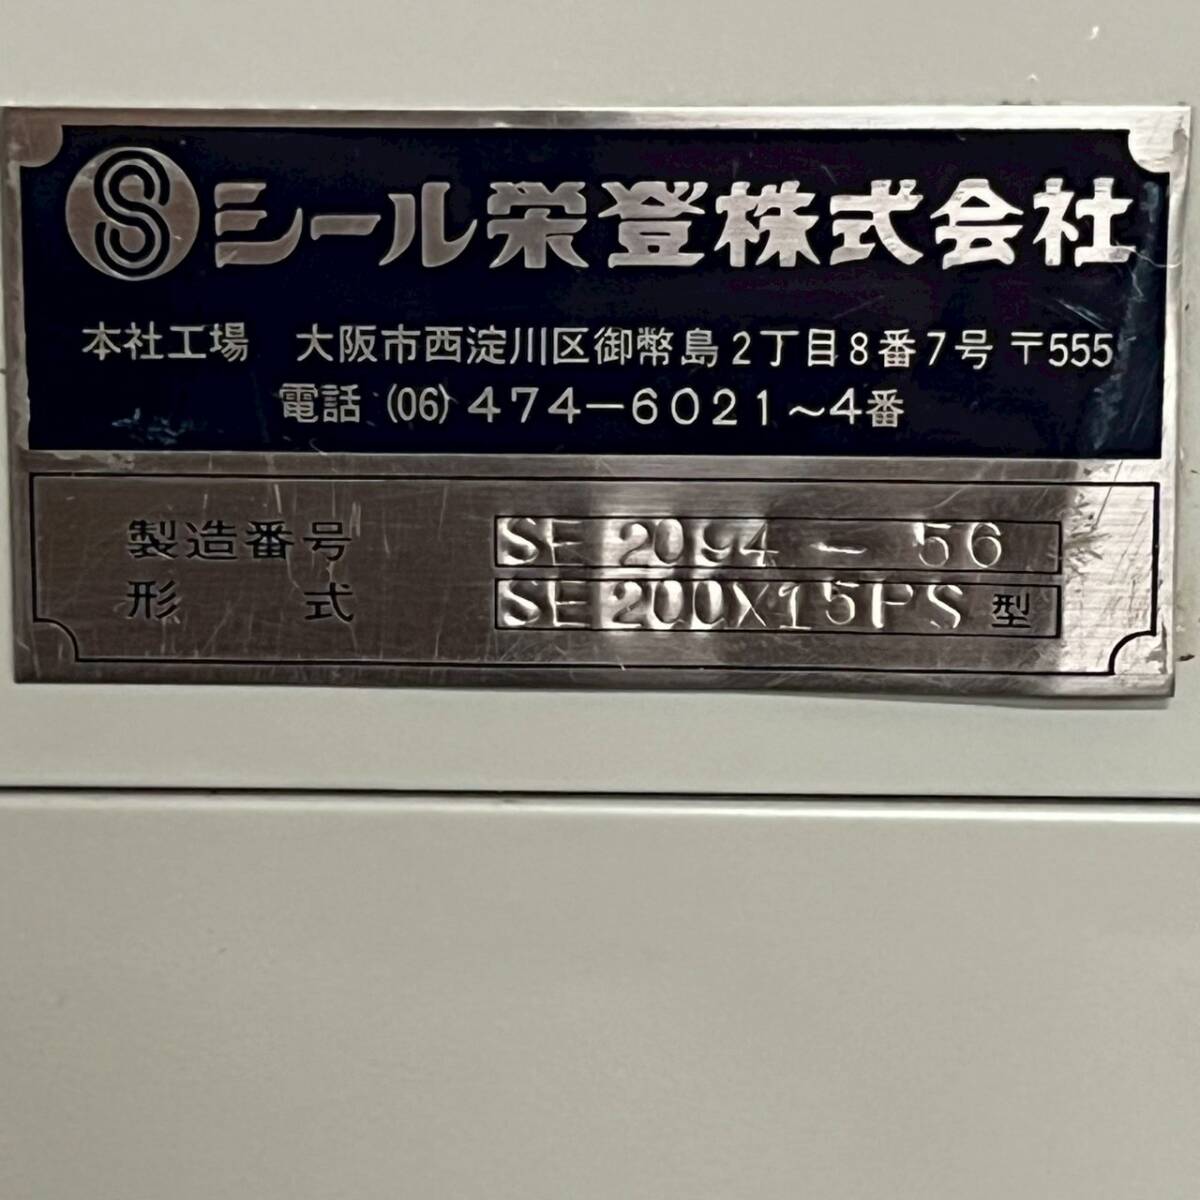 S シール栄登株式会社
本社工場 大阪市西淀川区御幣島2丁目8番7号 〒555
電話 (06) 474-6021~4番
製造番号 SE 2094 - 56
形式 SE 200X15PS 型